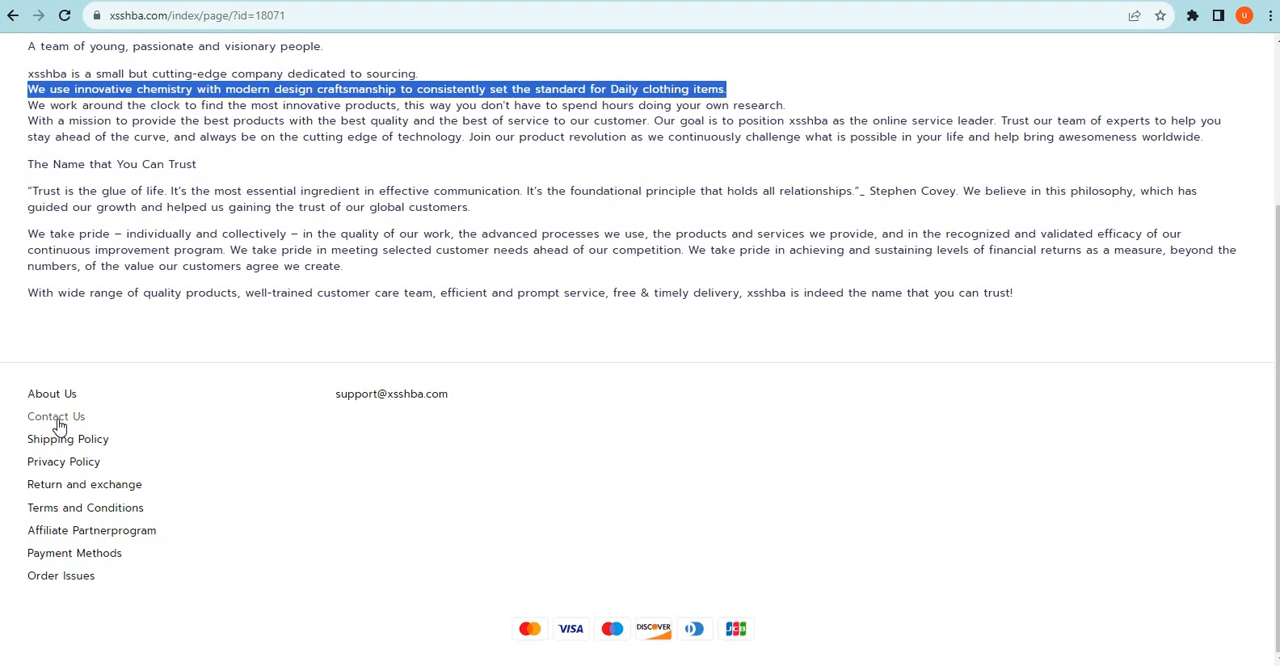 xsshba.com/index/page/?id=18071
U
A team of young, passionate and visionary people.
xsshba is a small but cutting-edge company dedicated to sourcing.
We use innovative chemistry with modern design craftsmanship to consistently set the standard for Daily clothing items.
We work around the clock to find the most innovative products, this way you don't have to spend hours doing your own research.
With a mission to provide the best products with the best quality and the best of service to our customer. Our goal is to position xsshba as the online service leader. Trust our team of experts to help you
stay ahead of the curve, and always be on the cutting edge of technology. Join our product revolution as we continuously challenge what is possible in your life and help bring awesomeness worldwide.
The Name that You Can Trust
“Trust is the glue of life. It’s the most essential ingredient in effective communication. It’s the foundational principle that holds all relationships.”_ Stephen Covey. We believe in this philosophy, which has
guided our growth and helped us gaining the trust of our global customers.
We take pride – individually and collectively – in the quality of our work, the advanced processes we use, the products and services we provide, and in the recognized and validated efficacy of our
continuous improvement program. We take pride in meeting selected customer needs ahead of our competition. We take pride in achieving and sustaining levels of financial returns as a measure, beyond the
numbers, of the value our customers agree we create.
With wide range of quality products, well-trained customer care team, efficient and prompt service, free & timely delivery, xsshba is indeed the name that you can trust!
About Us
support@xsshba.com
Contact Us
Shipping Policy
Privacy Policy
Return and exchange
Terms and Conditions
Affiliate Partnerprogram
Payment Methods
Order Issues
VISA
DISCOVER
JCB